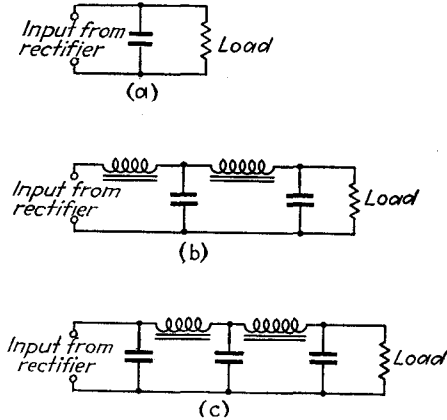 Input from
rectifier
Load
(a)
Input from
rectifier
Load
(b)
Input from
rectifier
Load
(c)